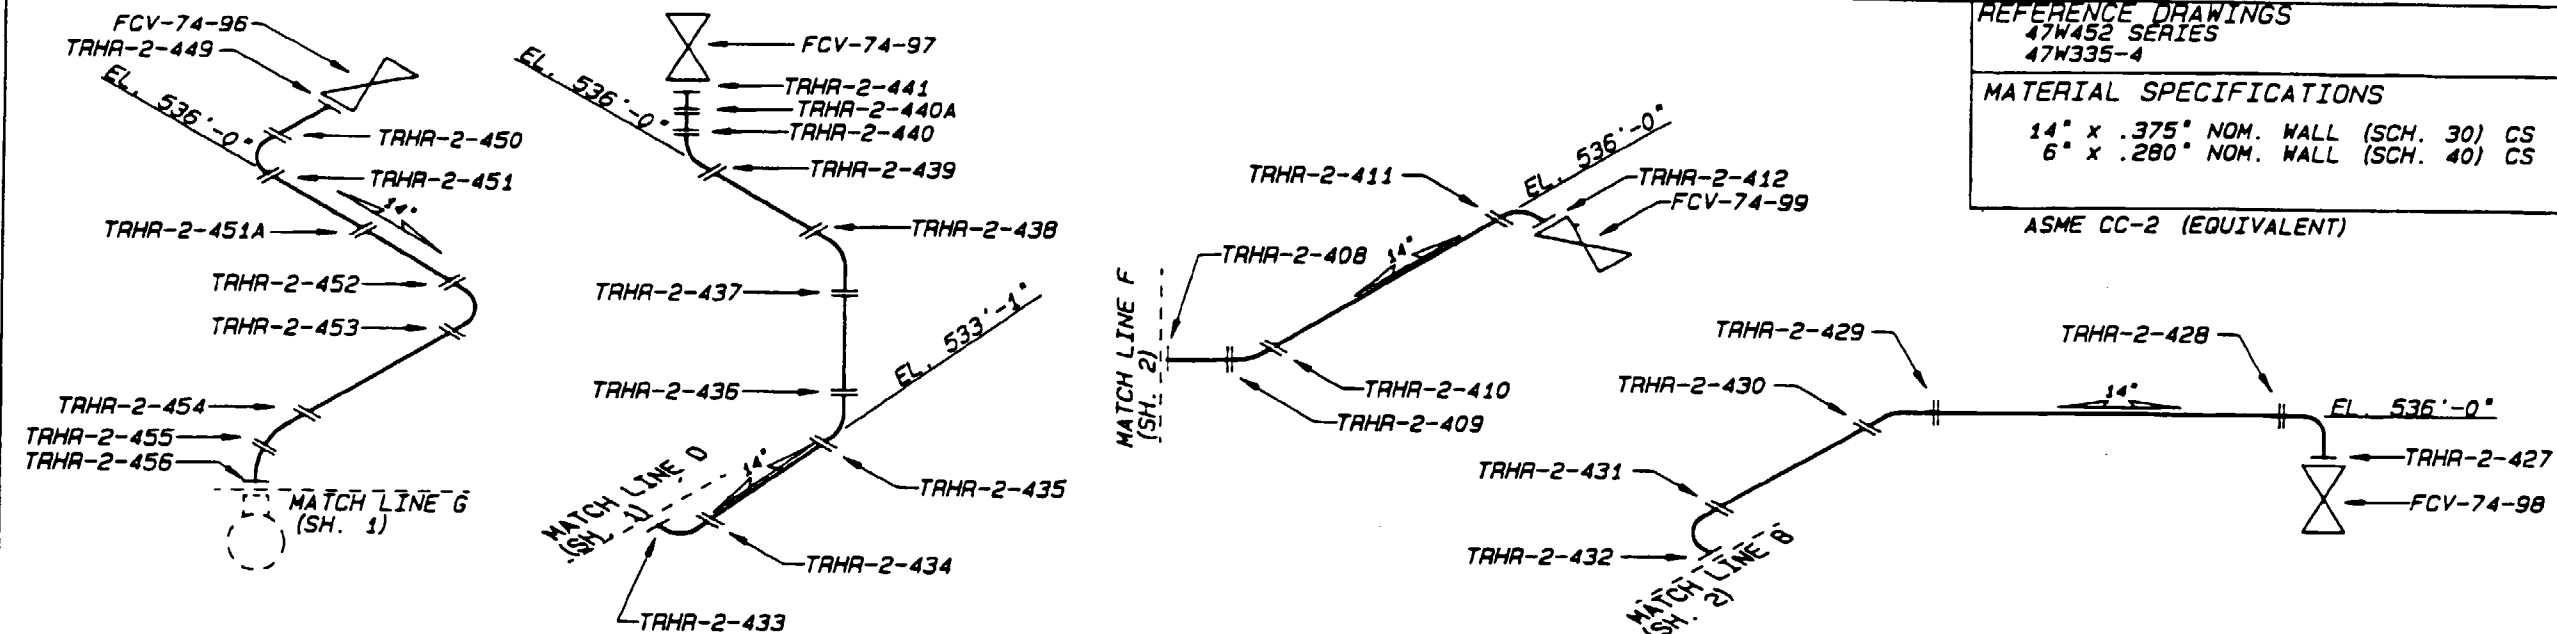 FCV-74-96
TRHR-2-449
EL. 536'-0"
TRHR-2-450
TRHR-2-451
14"
TRHR-2-451A
TRHR-2-452
TRHR-2-453
TRHR-2-454
TRHR-2-455
TRHR-2-456
MATCH LINE G
(SH. 1)
FCV-74-97
EL. 536'-0"
TRHR-2-441
TRHR-2-440A
TRHR-2-440
TRHR-2-439
TRHR-2-438
TRHR-2-437
EL. 533'-1"
TRHR-2-436
14"
TRHR-2-435
MATCH LINE D
(SH. 1)
TRHR-2-434
TRHR-2-433
EL. 536'-0"
TRHR-2-411
TRHR-2-412
FCV-74-99
14"
TRHR-2-408
MATCH LINE F
(SH. 2)
TRHR-2-410
TRHR-2-409
REFERENCE DRAWINGS
47W452 SERIES
47W335-4
MATERIAL SPECIFICATIONS
14" x .375" NOM. WALL (SCH. 30) CS
6" x .280" NOM. WALL (SCH. 40) CS
ASME CC-2 (EQUIVALENT)
TRHR-2-429
TRHR-2-428
TRHR-2-430
14"
EL. 536'-0"
TRHR-2-427
TRHR-2-431
FCV-74-98
TRHR-2-432
MATCH LINE B
(SH. 2)